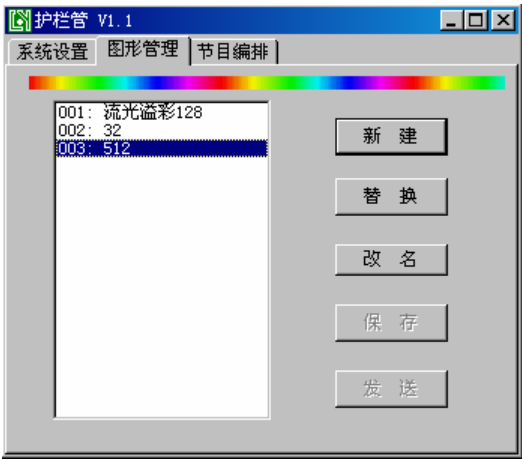 护栏管 V1.1
系统设置 图形管理 节目编排
001: 流光溢彩128
002: 32
003: 512
新 建
替 换
改 名
保 存
发 送